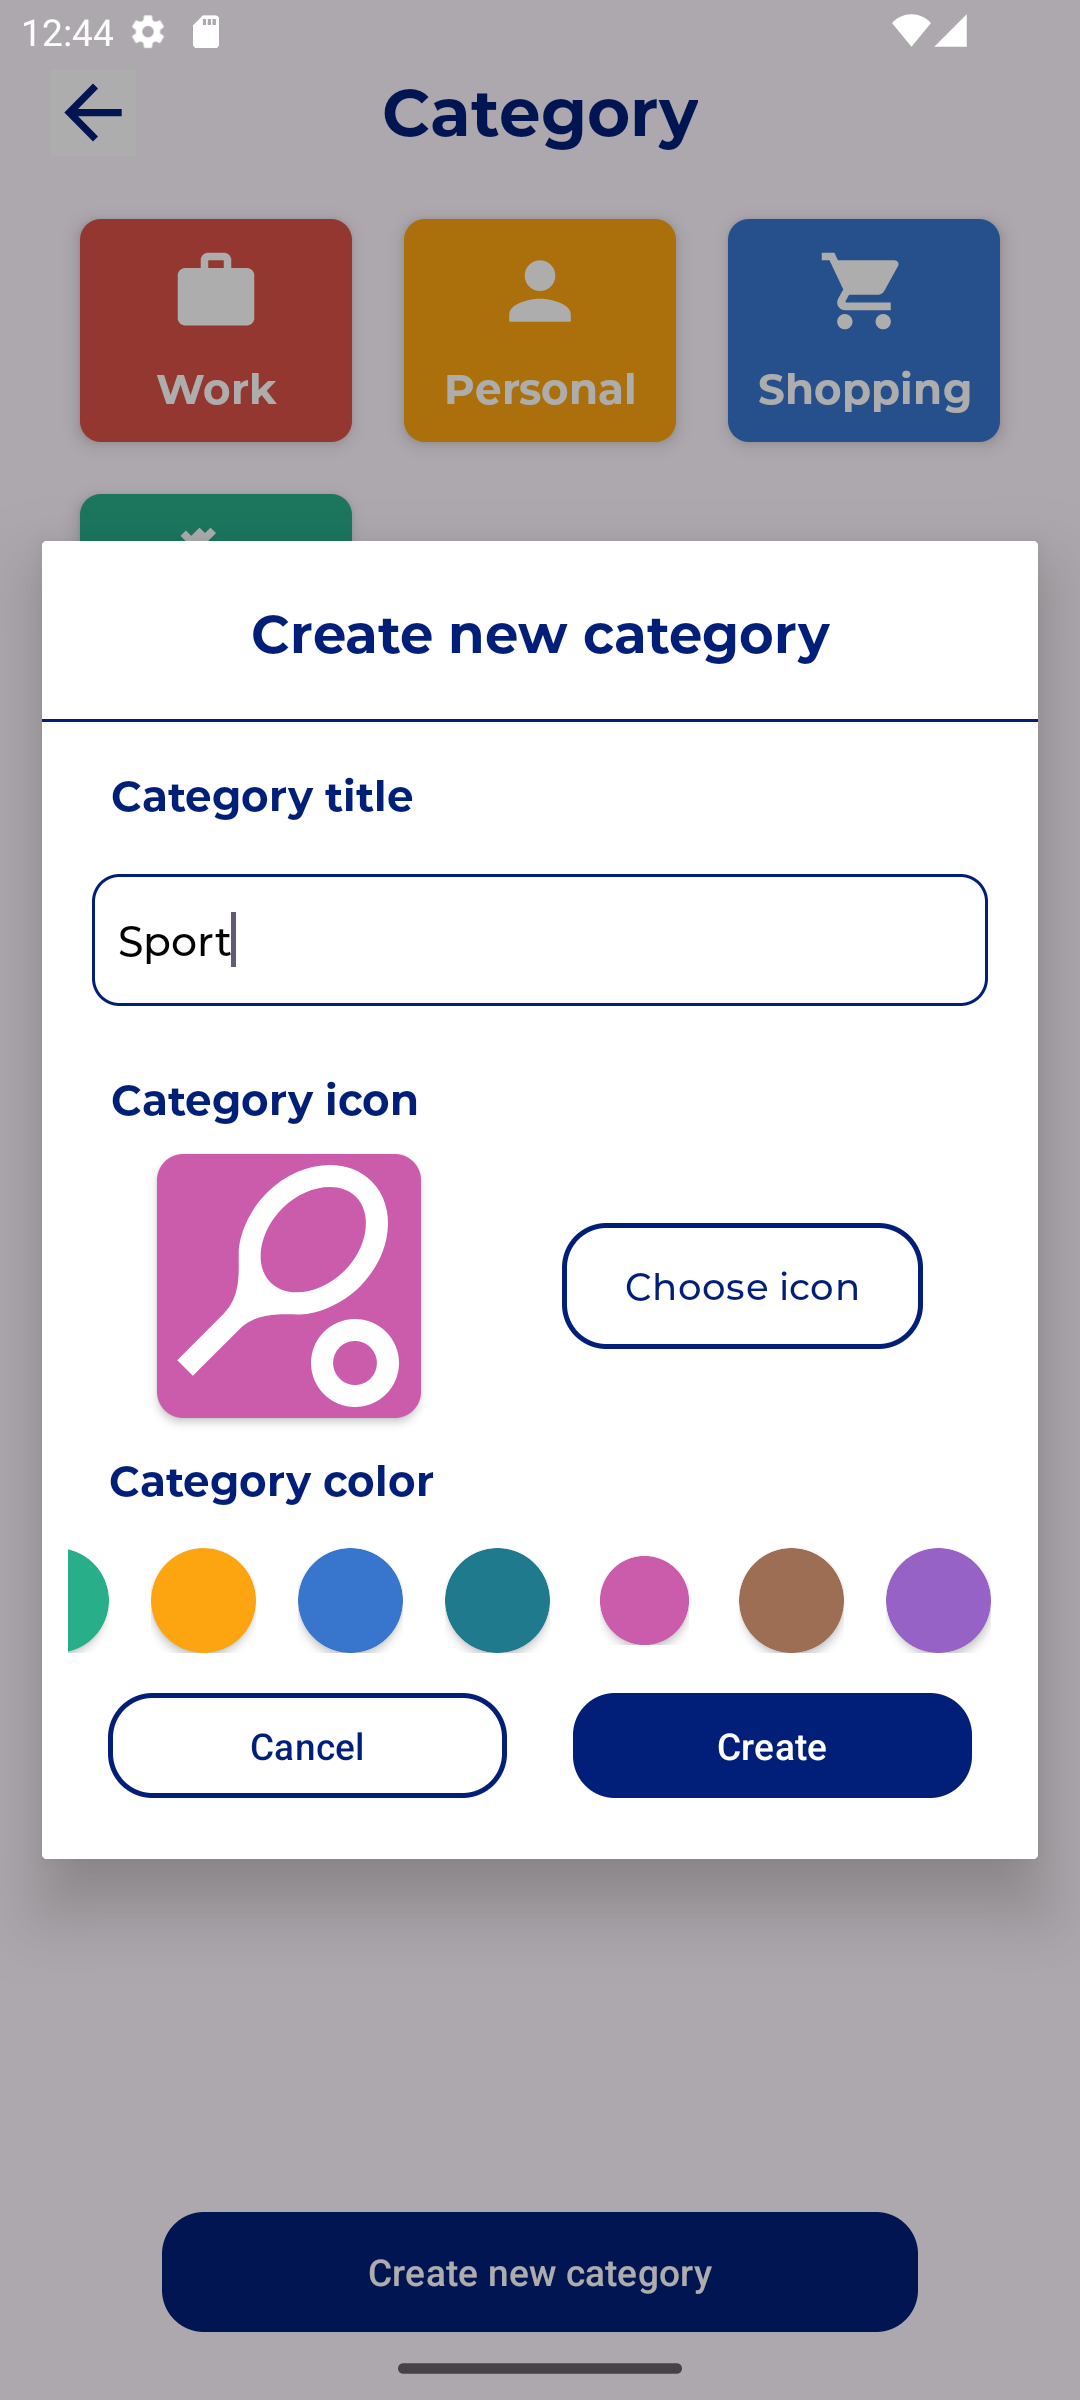 12:44
Category
Work
Personal
Shopping
Create new category
Category title
Sport
Category icon
Choose icon
Category color
Cancel
Create
Create new category